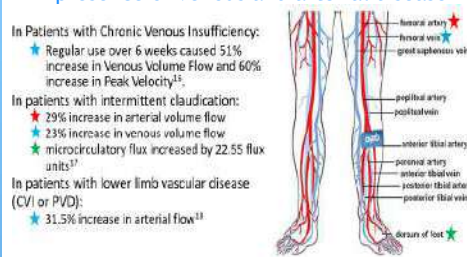 In Patients with Chronic Venous Insufficiency:
Regular use over 6 weeks caused 51%
increase in Venous Volume Flow and 60%
increase in Peak Velocity¹⁶.
In patients with intermittent claudication:
29% increase in arterial volume flow
23% increase in venous volume flow
microcirculatory flux increased by 22.55 flux
units¹⁷
In patients with lower limb vascular disease
(CVI or PVD):
31.5% increase in arterial flow¹⁸
femoral artery
femoral vein
great saphenous vein
popliteal artery
popliteal vein
anterior tibial artery
peroneal artery
anterior tibial vein
posterior tibial arter
posterior tibial vein
dorsum of foot